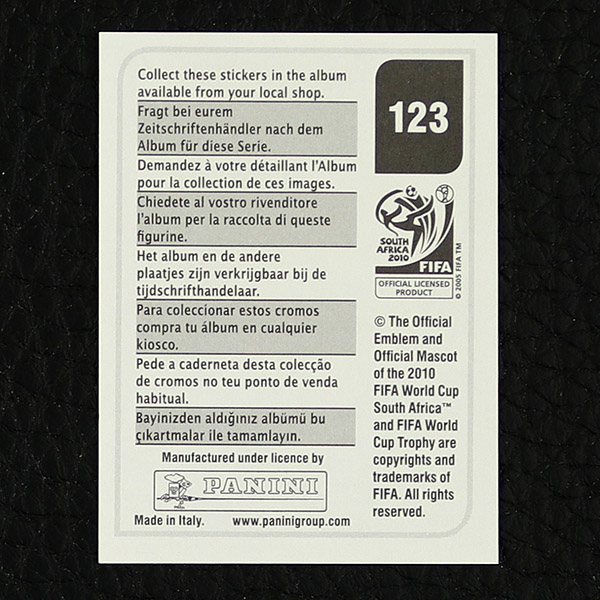 Collect these stickers in the album
available from your local shop.
Fragt bei eurem
Zeitschriftenhändler nach dem
Album für diese Serie.
Demandez à votre détaillant l'Album
pour la collection de ces images.
Chiedete al vostro rivenditore
l'album per la raccolta di queste
figurine.
Het album en de andere
plaatjes zijn verkrijgbaar bij de
tijdschrifthandelaar.
Para coleccionar estos cromos
compra tu álbum en cualquier
kiosco.
Pede a caderneta desta colecção
de cromos no teu ponto de venda
habitual.
Bayinizden aldığınız albümü bu
çıkartmalar ile tamamlayın.
Manufactured under licence by
PANINI
Made in Italy. www.paninigroup.com
123
SOUTH
AFRICA
2010
FIFA
OFFICIAL LICENSED
PRODUCT
© 2005 FIFA TM
© The Official
Emblem and
Official Mascot
of the 2010
FIFA World Cup
South Africa™
and FIFA World
Cup Trophy are
copyrights and
trademarks of
FIFA. All rights
reserved.